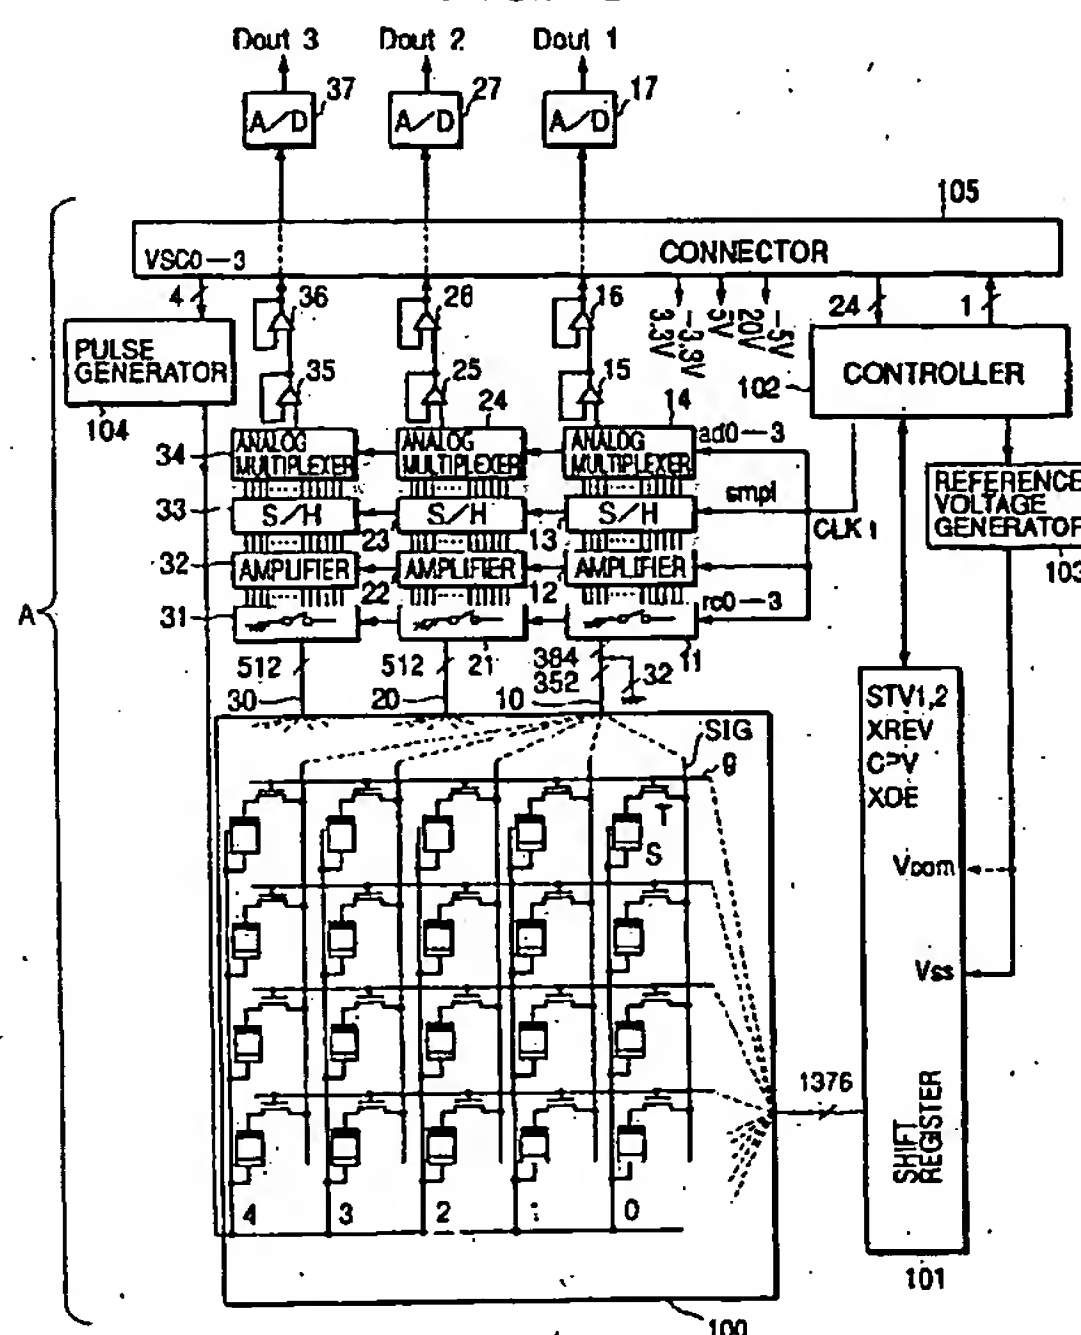 Dout 3 Dout 2 Dout 1
37 27 17
A/D A/D A/D
105
VSC0-3 CONNECTOR
4 36 26 16 24 1
3.3V -3.3V 5V 20V -5V
PULSE
GENERATOR
104
35 25 15
102 CONTROLLER
24 14
34 ANALOG
MULTIPLEXER ANALOG
MULTIPLEXER ANALOG
MULTIPLEXER ad0-3
REFERENCE
VOLTAGE
GENERATOR
103
33 S/H 23 S/H 13 S/H smpl
CLK 1
32 AMPLIFIER 22 AMPLIFIER 12 AMPLIFIER
A
31 rc0-3
21 11
512 512 384
352 32
30 20 10
SIG
g
T
S
STV1,2
XREV
CPV
XOE
Vcom
Vss
1376
SHIFT
REGISTER
4 3 2 0
101
100